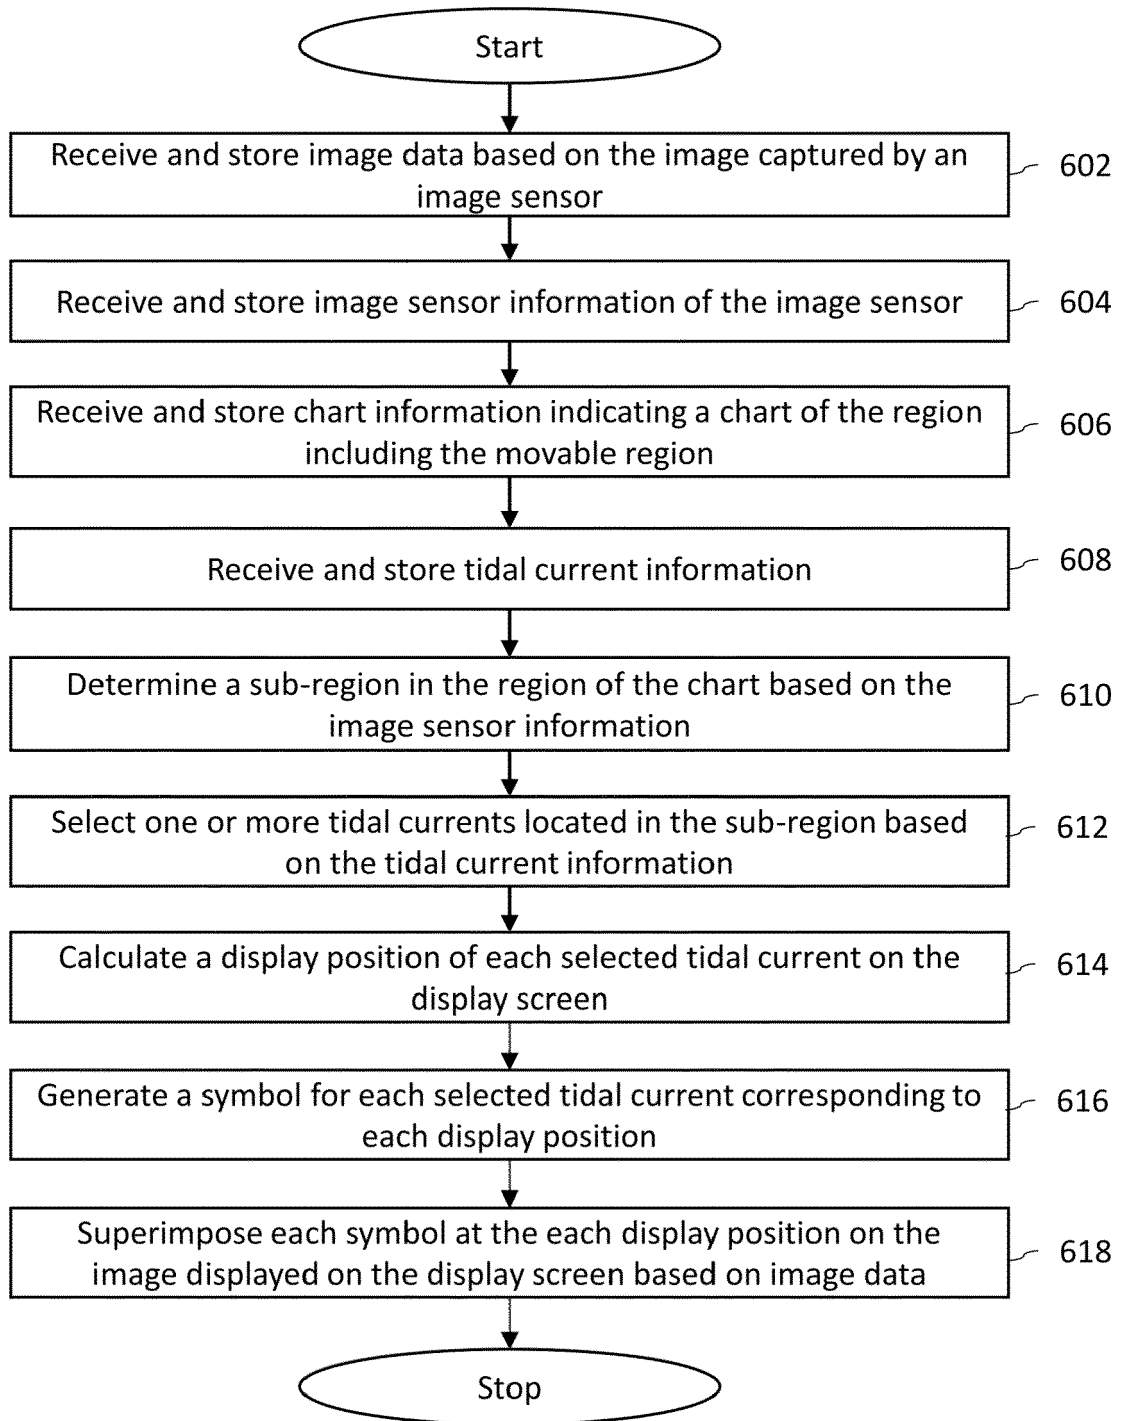 Start
Receive and store image data based on the image captured by an
image sensor
602
Receive and store image sensor information of the image sensor
604
Receive and store chart information indicating a chart of the region
including the movable region
606
Receive and store tidal current information
608
Determine a sub-region in the region of the chart based on the
image sensor information
610
Select one or more tidal currents located in the sub-region based
on the tidal current information
612
Calculate a display position of each selected tidal current on the
display screen
614
Generate a symbol for each selected tidal current corresponding to
each display position
616
Superimpose each symbol at the each display position on the
image displayed on the display screen based on image data
618
Stop